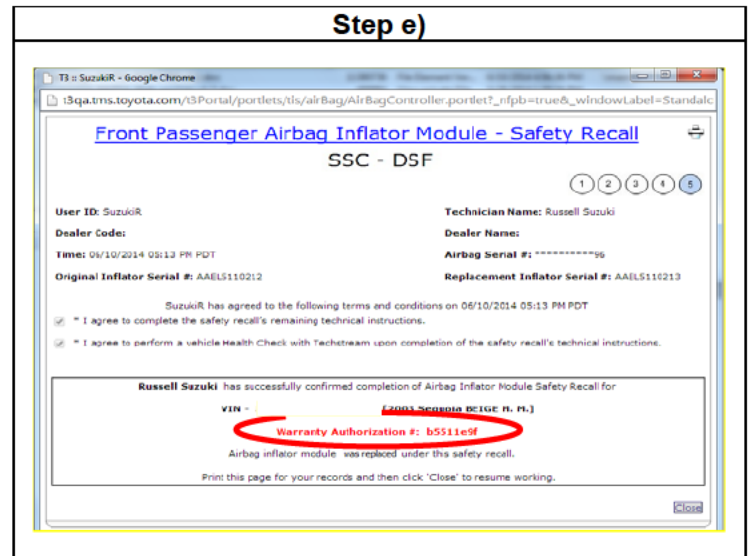 Step e)
T3 :: SuzukiR - Google Chrome
t3qa.tms.toyota.com/t3Portal/portlets/tls/airBag/AirBagController.portlet?_nfpb=true&_windowLabel=Standalc
Front Passenger Airbag Inflator Module - Safety Recall
SSC - DSF
1 2 3 4 5
User ID: SuzukiR Technician Name: Russell Suzuki
Dealer Code: Dealer Name:
Time: 06/10/2014 05:13 PM PDT Airbag Serial #: **********96
Original Inflator Serial #: AAELS110212 Replacement Inflator Serial #: AAELS110213
SuzukiR has agreed to the following terms and conditions on 06/10/2014 05:13 PM PDT
* I agree to complete the safety recall's remaining technical instructions.
* I agree to perform a vehicle Health Check with Techstream upon completion of the safety recall's technical instructions.
Russell Suzuki has successfully confirmed completion of Airbag Inflator Module Safety Recall for
VIN - [2003 Sequoia BEIGE M. M.]
Warranty Authorization #: b5511e9f
Airbag inflator module was replaced under this safety recall.
Print this page for your records and then click 'Close' to resume working.
Close